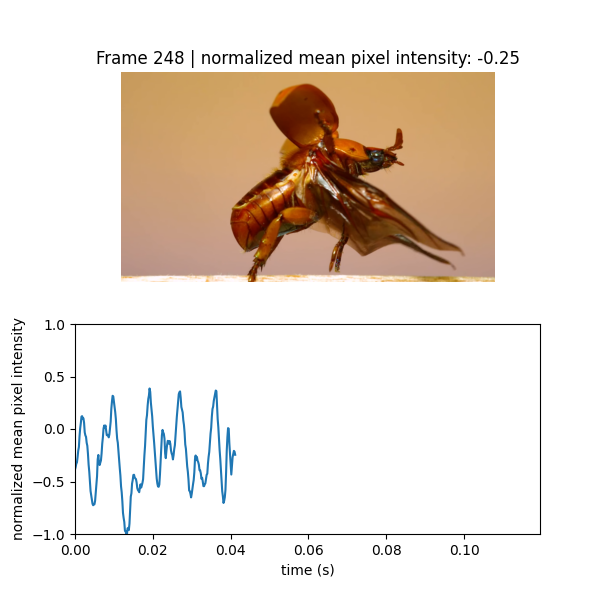 Frame 248 | normalized mean pixel intensity: -0.25
normalized mean pixel intensity
1.0
0.5
0.0
−0.5
−1.0
0.00 0.02 0.04 0.06 0.08 0.10
time (s)